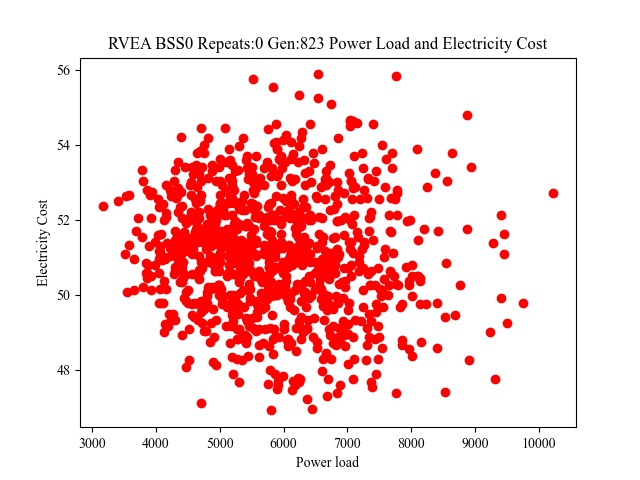 RVEA BSS0 Repeats:0 Gen:823 Power Load and Electricity Cost
Electricity Cost
56
54
52
50
48
3000 4000 5000 6000 7000 8000 9000 10000
Power load